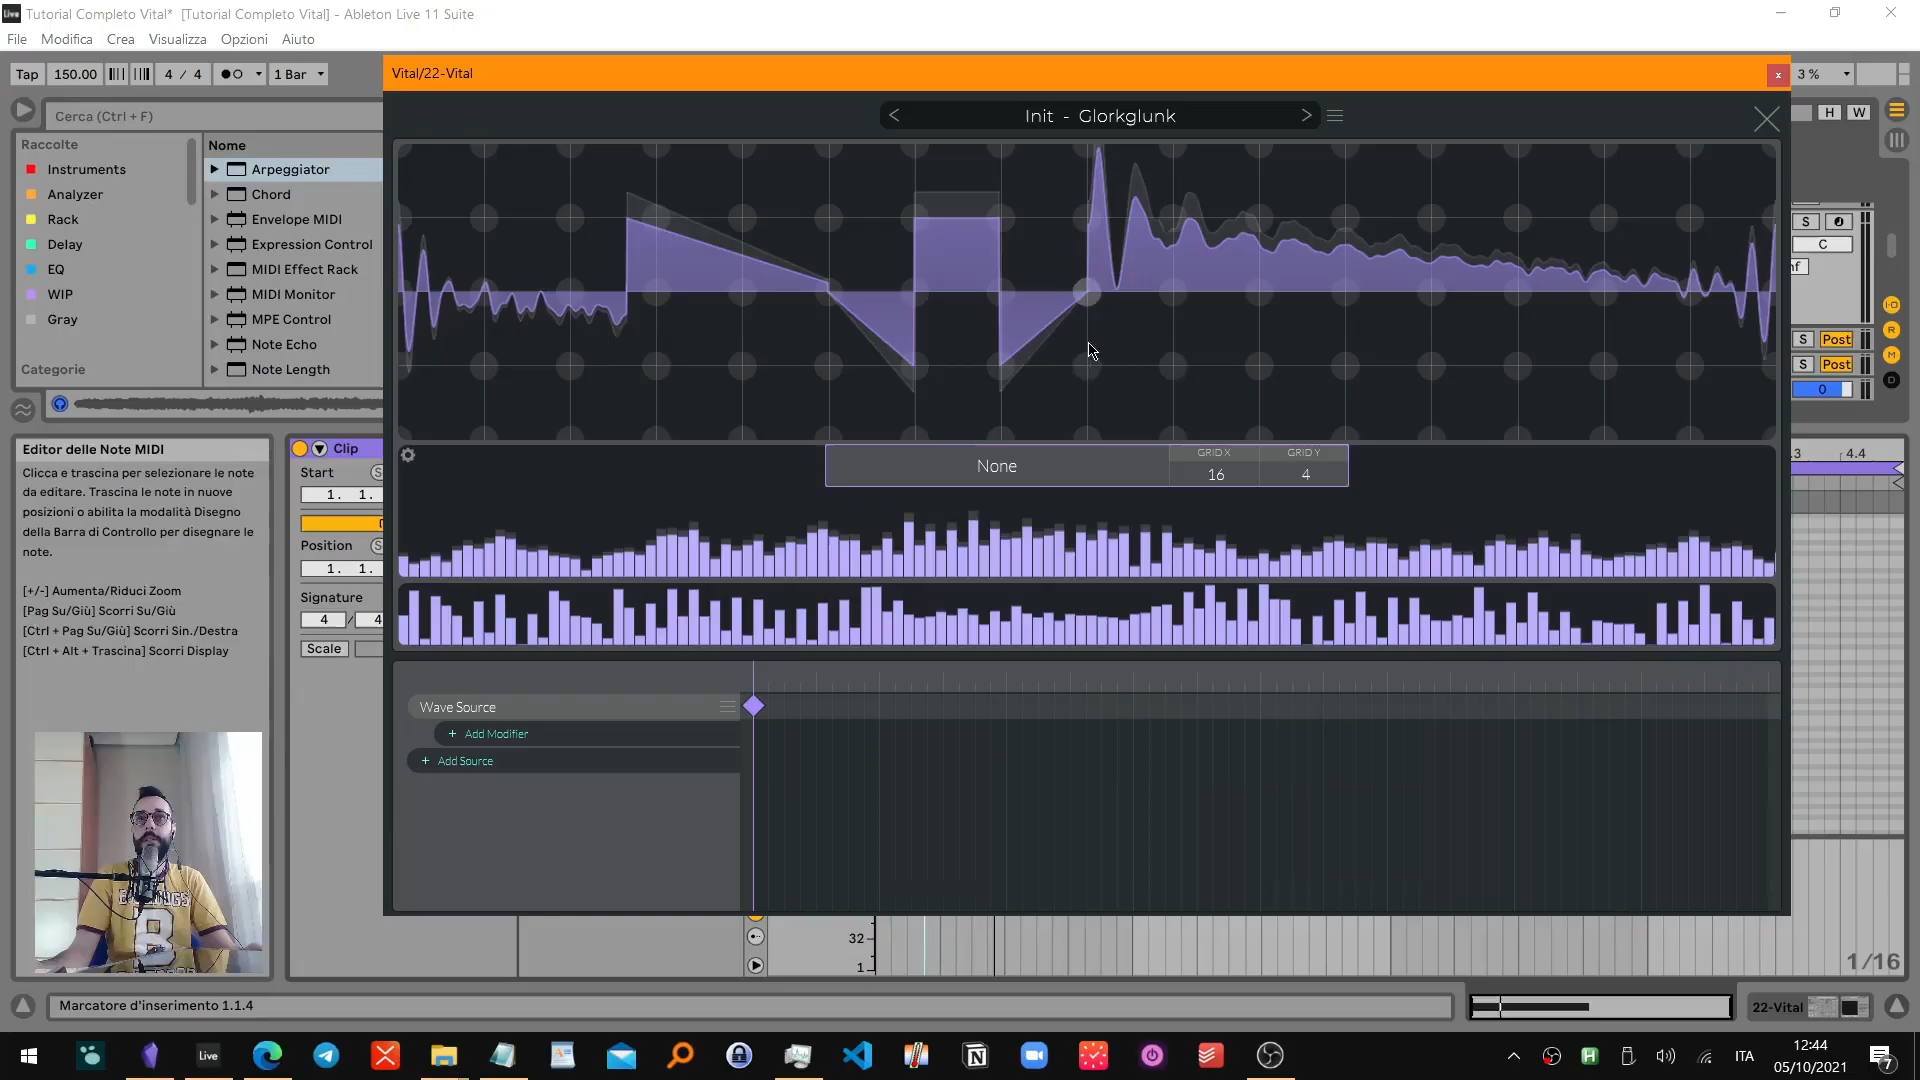 Live Tutorial Completo Vital* [Tutorial Completo Vital] - Ableton Live 11 Suite
File Modifica Crea Visualizza Opzioni Aiuto
Tap 150.00 4 / 4 1 Bar
Vital/22-Vital
3 %
Cerca (Ctrl + F)
Init - Glorkglunk
H W
Raccolte
Instruments
Analyzer
Rack
Delay
EQ
WIP
Gray
Categorie
Nome
Arpeggiator
Chord
Envelope MIDI
Expression Control
MIDI Effect Rack
MIDI Monitor
MPE Control
Note Echo
Note Length
S
C
nf
S Post
S Post
0
I-O
R
M
D
Editor delle Note MIDI
Clicca e trascina per selezionare le note
da editare. Trascina le note in nuove
posizioni o abilita la modalità Disegno
della Barra di Controllo per disegnare le
note.
[+/-] Aumenta/Riduci Zoom
[Pag Su/Giù] Scorri Su/Giù
[Ctrl + Pag Su/Giù] Scorri Sin./Destra
[Ctrl + Alt + Trascina] Scorri Display
Clip
Start
1. 1.
Position
1. 1.
Signature
4 / 4
Scale
None
GRID X
16
GRID Y
4
.3 4.4
Wave Source
+ Add Modifier
+ Add Source
32
1
1/16
B
Marcatore d'inserimento 1.1.4
22-Vital
Live
ITA
12:44
05/10/2021
7